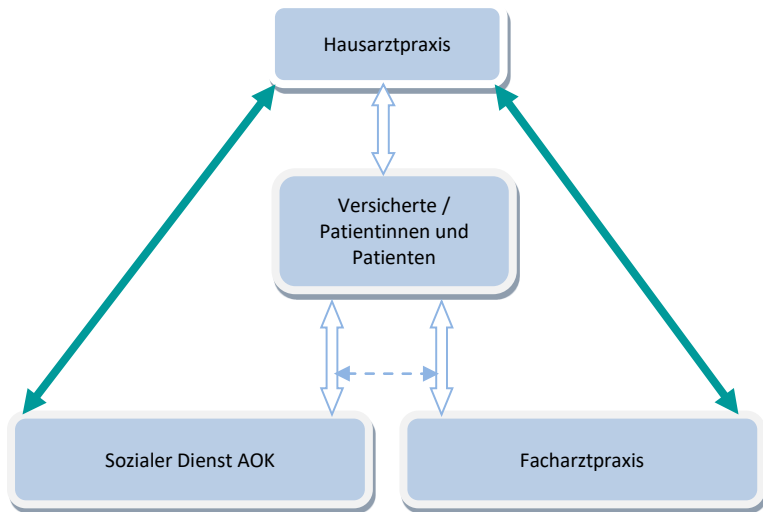 Hausarztpraxis
Versicherte /
Patientinnen und
Patienten
Sozialer Dienst AOK
Facharztpraxis